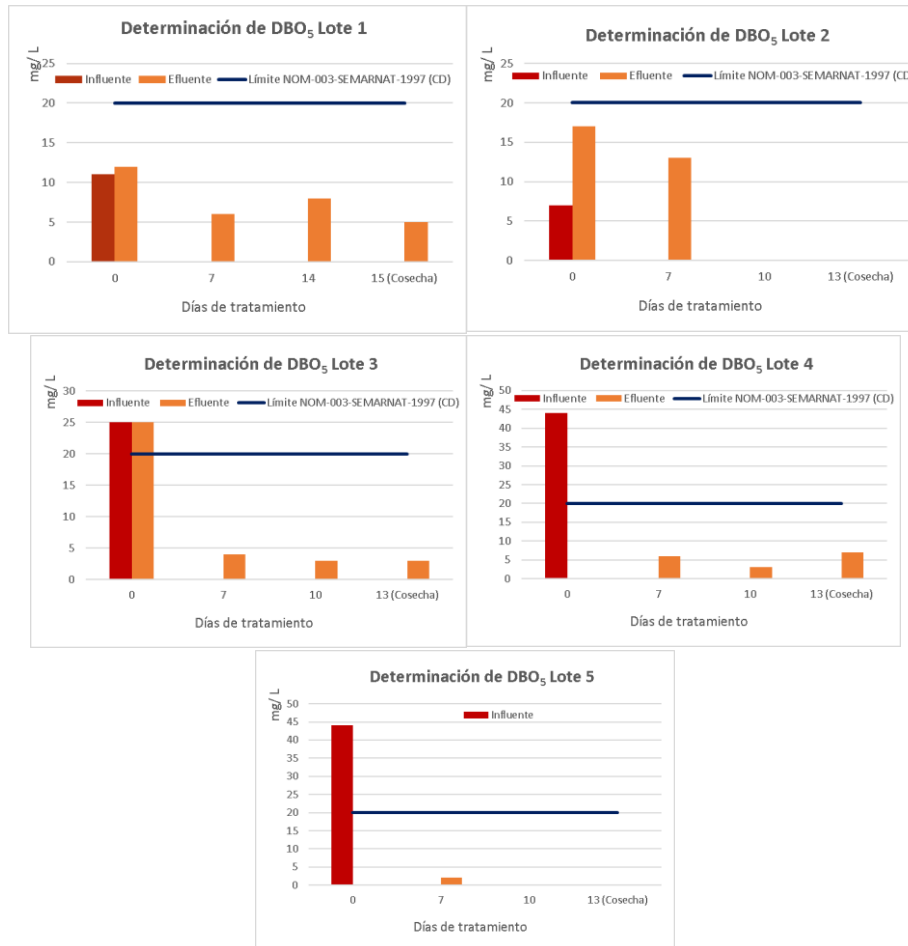 Determinación de DBO₅ Lote 1
mg/ L
25
Influente Efluente Límite NOM-003-SEMARNAT-1997 (CD)
20
15
10
5
0
0 7 14 15 (Cosecha)
Días de tratamiento
Determinación de DBO₅ Lote 2
mg/ L
25
Influente Efluente Límite NOM-003-SEMARNAT-1997 (CD)
20
15
10
5
0
0 7 10 13 (Cosecha)
Días de tratamiento
Determinación de DBO₅ Lote 3
mg/ L
30
Influente Efluente Límite NOM-003-SEMARNAT-1997 (CD)
25
20
15
10
5
0
0 7 10 13 (Cosecha)
Días de tratamiento
Determinación de DBO₅ Lote 4
mg/ L
50
Influente Efluente Límite NOM-003-SEMARNAT-1997 (CD)
45
40
35
30
25
20
15
10
5
0
0 7 10 13 (Cosecha)
Días de tratamiento
Determinación de DBO₅ Lote 5
mg/ L
50
Influente
45
40
35
30
25
20
15
10
5
0
0 7 10 13 (Cosecha)
Días de tratamiento